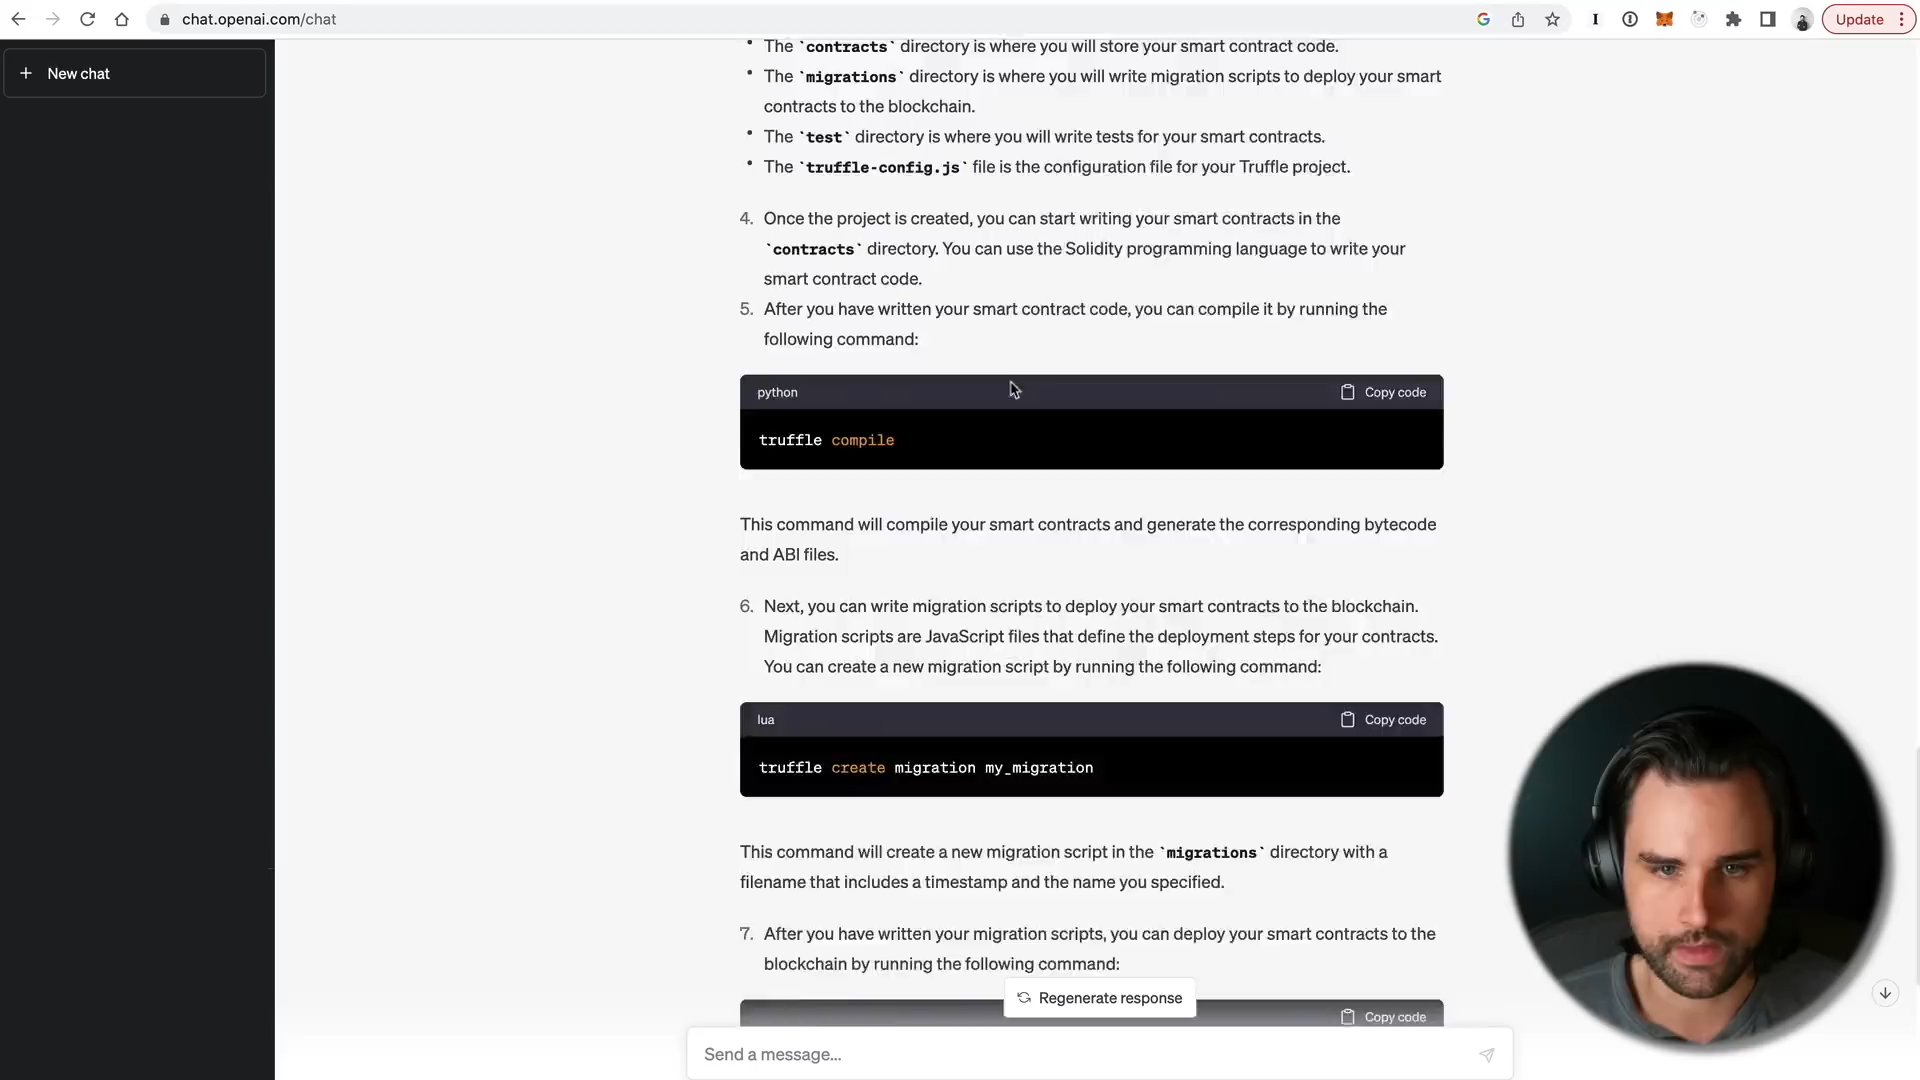 chat.openai.com/chat
Update
New chat
The `contracts` directory is where you will store your smart contract code.
The `migrations` directory is where you will write migration scripts to deploy your smart
contracts to the blockchain.
The `test` directory is where you will write tests for your smart contracts.
The `truffle-config.js` file is the configuration file for your Truffle project.
4. Once the project is created, you can start writing your smart contracts in the
`contracts` directory. You can use the Solidity programming language to write your
smart contract code.
5. After you have written your smart contract code, you can compile it by running the
following command:
python Copy code
truffle compile
This command will compile your smart contracts and generate the corresponding bytecode
and ABI files.
6. Next, you can write migration scripts to deploy your smart contracts to the blockchain.
Migration scripts are JavaScript files that define the deployment steps for your contracts.
You can create a new migration script by running the following command:
lua Copy code
truffle create migration my_migration
This command will create a new migration script in the `migrations` directory with a
filename that includes a timestamp and the name you specified.
7. After you have written your migration scripts, you can deploy your smart contracts to the
blockchain by running the following command:
Regenerate response
Copy code
Send a message...